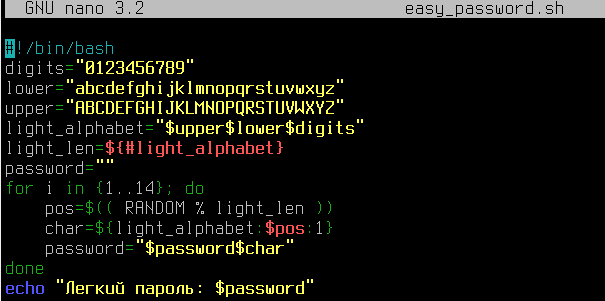 GNU nano 3.2 easy_password.sh
#!/bin/bash
digits="0123456789"
lower="abcdefghijklmnopqrstuvwxyz"
upper="ABCDEFGHIJKLMNOPQRSTUVWXYZ"
light_alphabet="$upper$lower$digits"
light_len=${#light_alphabet}
password=""
for i in {1..14}; do
    pos=$(( RANDOM % light_len ))
    char=${light_alphabet:$pos:1}
    password="$password$char"
done
echo "Легкий пароль: $password"